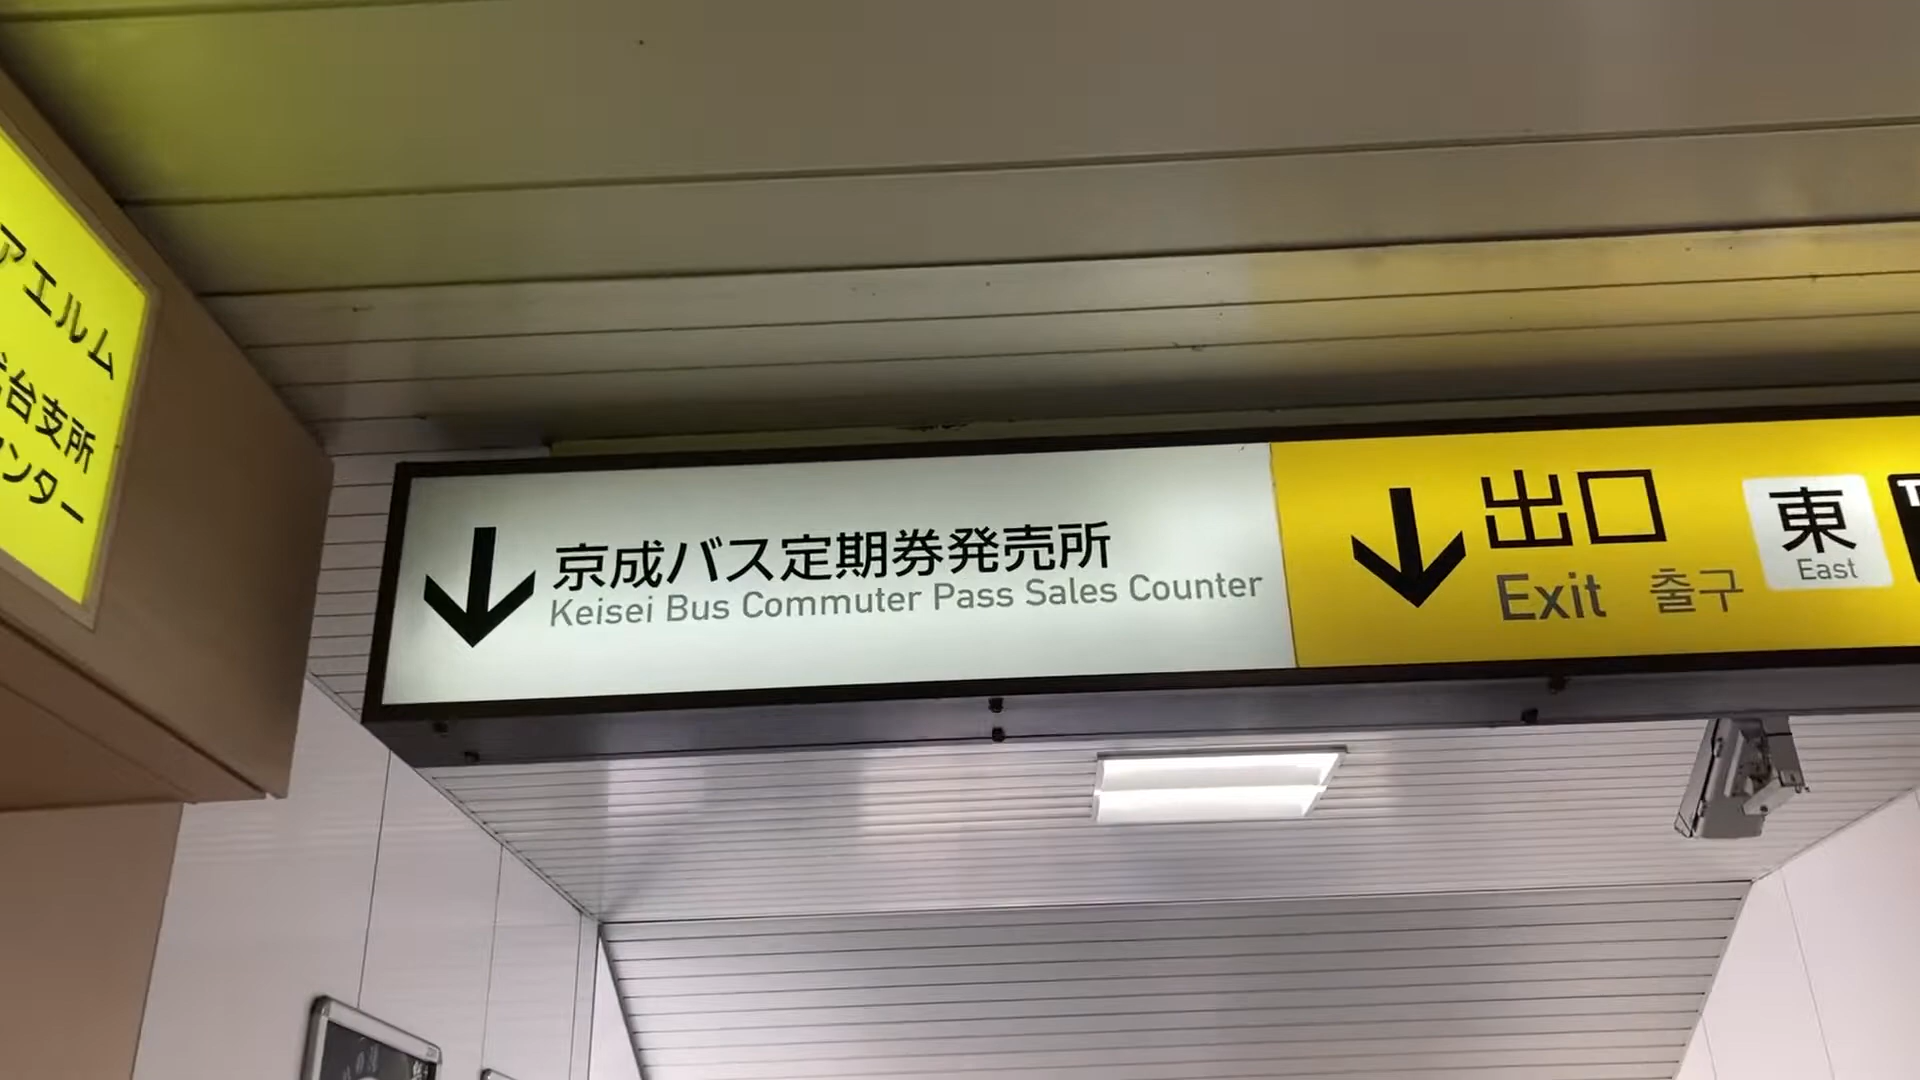 アエルム
台支所
ンター
京成バス定期券発売所
Keisei Bus Commuter Pass Sales Counter
出口
Exit 출구
東
East